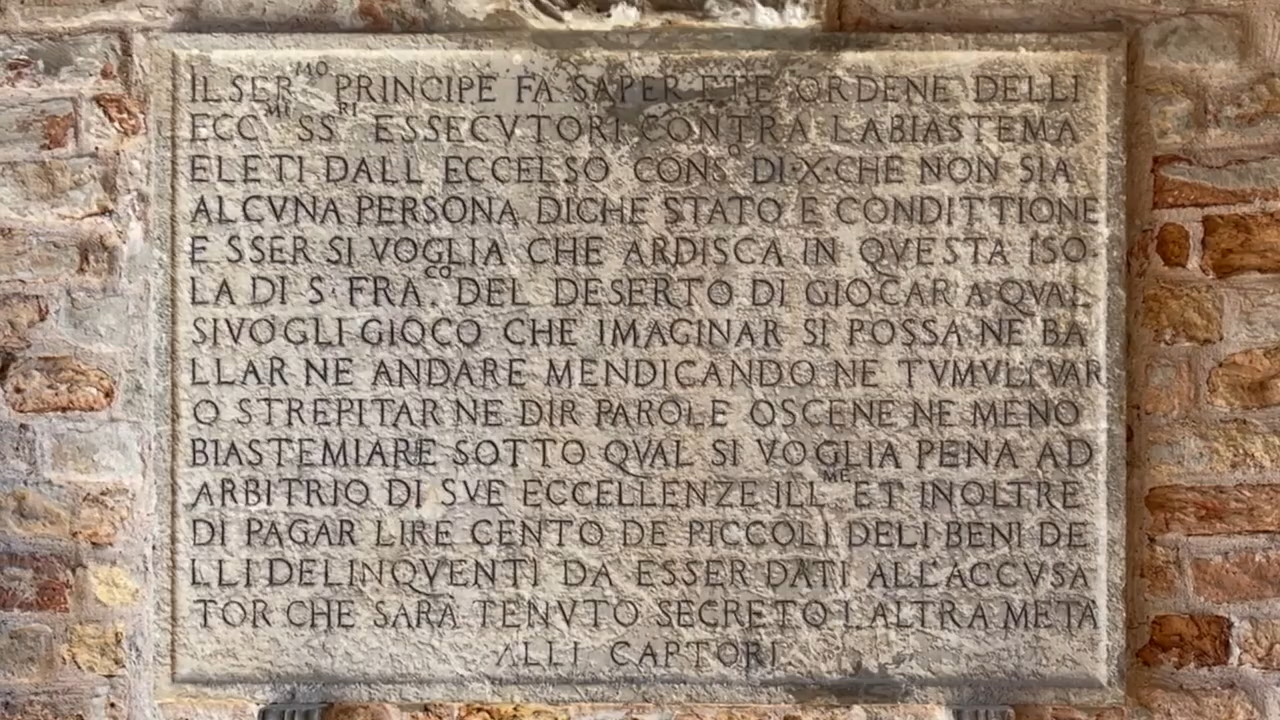 IL SER.MO PRINCIPE FA SAPER ET E ORDENE DELLI
ECC.MI SS.RI ESSECVTORI CONTRA LA BIASTEMA
ELETI DALL ECCELSO CONS.O DI·X·CHE NON SIA
ALCVNA PERSONA DI CHE STATO E CONDITTIONE
ESSER SI VOGLIA CHE ARDISCA IN QVESTA ISO
LA DI S· FRA.CO DEL DESERTO DI GIOCAR A QVAL
SI VOGLI GIOCO CHE IMAGINAR SI POSSA NE BA
LLAR NE ANDARE MENDICANDO NE TVMVLTVAR
O STREPITAR NE DIR PAROLE OSCENE NE MENO
BIASTEMIARE SOTTO QVAL SI VOGLIA PENA AD
ARBITRIO DI SVE ECCELLENZE ILL.ME ET INOLTRE
DI PAGAR LIRE CENTO DE PICCOLI DELI BENI DE
LLI DELINQVENTI DA ESSER DATI ALL'ACCVSA
TOR CHE SARA TENVTO SECRETO L'ALTRA META
ALLI CAPTORI